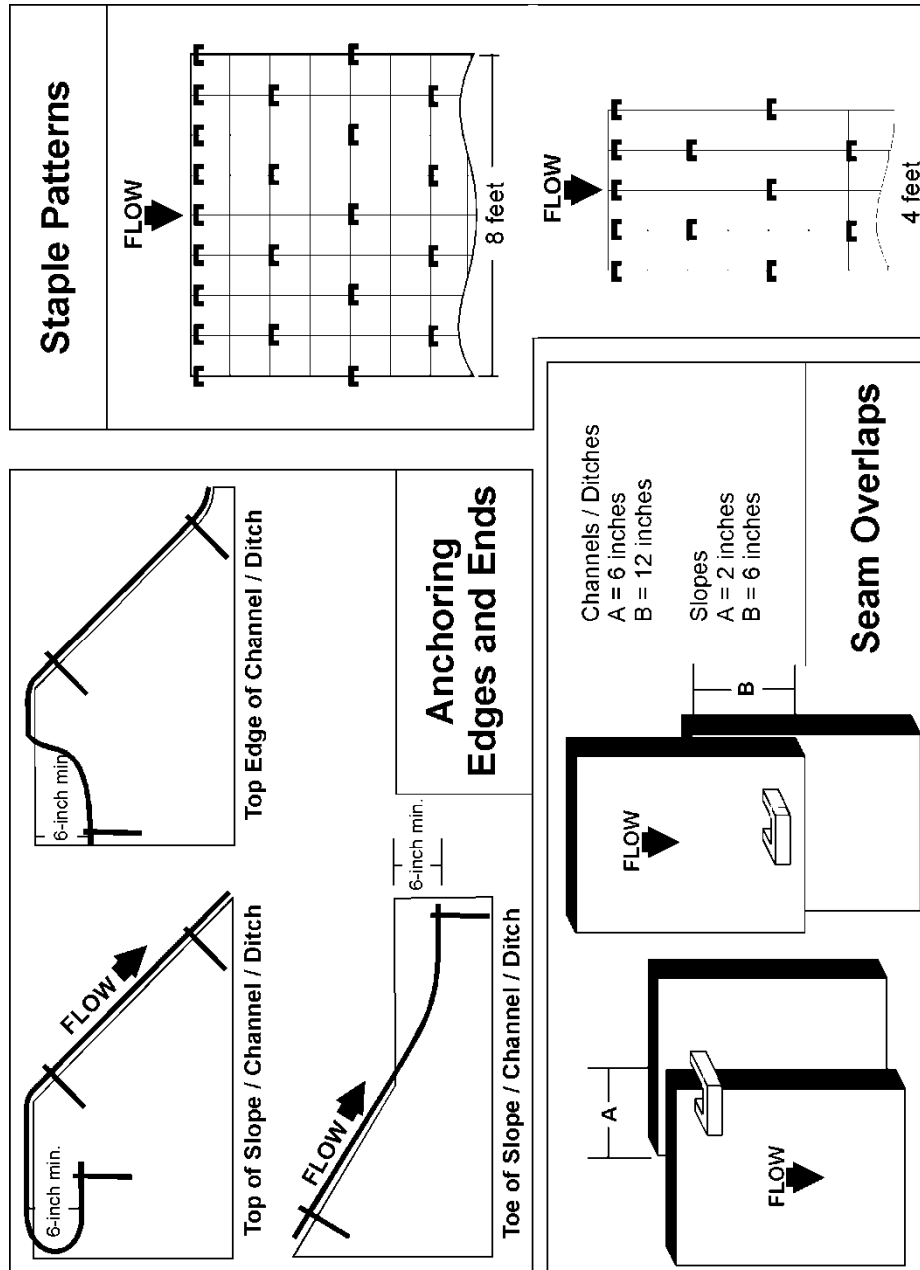 Top of Slope / Channel / Ditch
6-inch min.
FLOW
Top Edge of Channel / Ditch
6-inch min.
Toe of Slope / Channel / Ditch
FLOW
6-inch min.
Anchoring
Edges and Ends
Staple Patterns
FLOW
8 feet
FLOW
4 feet
A
FLOW
FLOW
B
Channels / Ditches
A = 6 inches
B = 12 inches
Slopes
A = 2 inches
B = 6 inches
Seam Overlaps